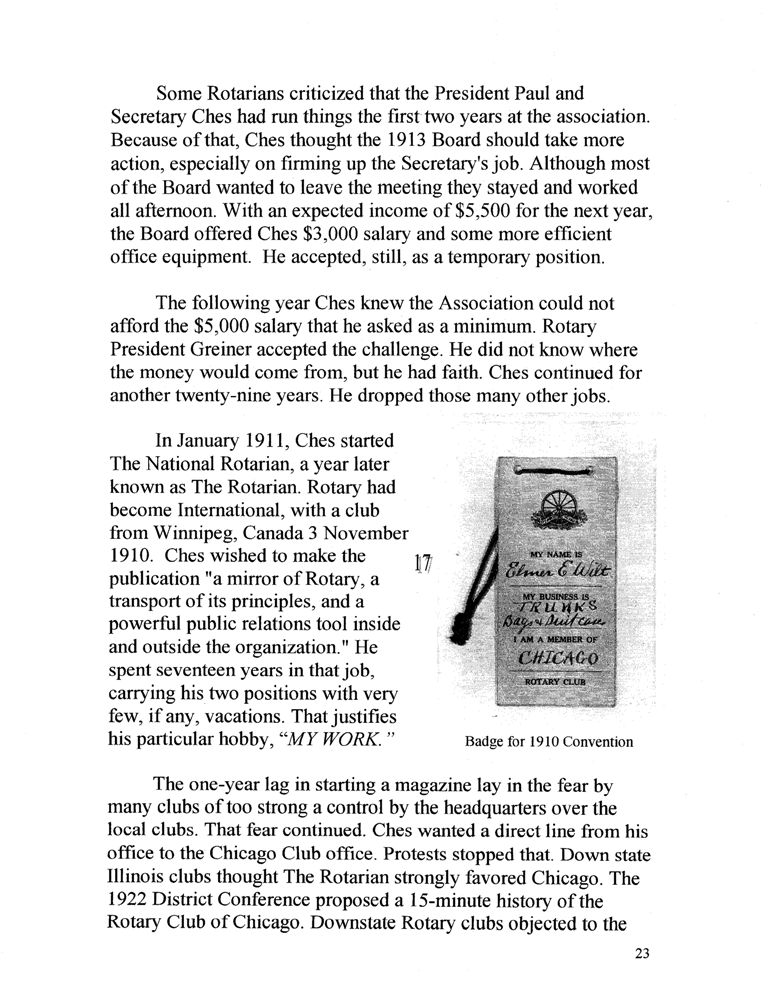 Some Rotarians criticized that the President Paul and
Secretary Ches had run things the first two years at the association.
Because of that, Ches thought the 1913 Board should take more
action, especially on firming up the Secretary's job. Although most
of the Board wanted to leave the meeting they stayed and worked
all afternoon. With an expected income of $5,500 for the next year,
the Board offered Ches $3,000 salary and some more efficient
office equipment. He accepted, still, as a temporary position.
The following year Ches knew the Association could not
afford the $5,000 salary that he asked as a minimum. Rotary
President Greiner accepted the challenge. He did not know where
the money would come from, but he had faith. Ches continued for
another twenty-nine years. He dropped those many other jobs.
In January 1911, Ches started
The National Rotarian, a year later
known as The Rotarian. Rotary had
become International, with a club
from Winnipeg, Canada 3 November
1910. Ches wished to make the
publication "a mirror of Rotary, a
transport of its principles, and a
powerful public relations tool inside
and outside the organization." He
spent seventeen years in that job,
carrying his two positions with very
few, if any, vacations. That justifies
his particular hobby, “MY WORK.”
17
MY NAME IS
Elmer E Wilt
MY BUSINESS IS
TRUNKS
Bags & Suit Case
I AM A MEMBER OF
CHICAGO
ROTARY CLUB
Badge for 1910 Convention
The one-year lag in starting a magazine lay in the fear by
many clubs of too strong a control by the headquarters over the
local clubs. That fear continued. Ches wanted a direct line from his
office to the Chicago Club office. Protests stopped that. Down state
Illinois clubs thought The Rotarian strongly favored Chicago. The
1922 District Conference proposed a 15-minute history of the
Rotary Club of Chicago. Downstate Rotary clubs objected to the
23